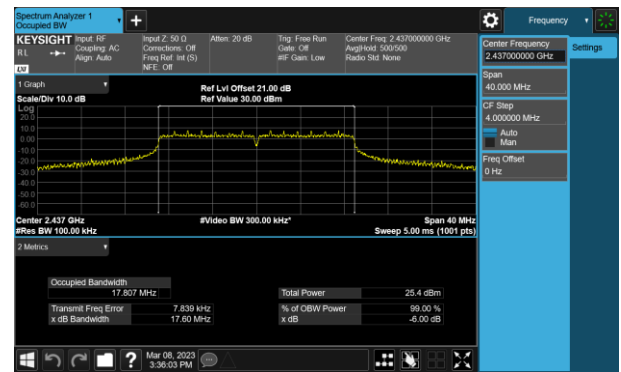 Spectrum Analyzer 1
Occupied BW
Frequency
KEYSIGHT
RL
LXI
Input: RF
Coupling: AC
Align: Auto
Input Z: 50 Ω
Corrections: Off
Freq Ref: Int (S)
NFE: Off
Atten: 20 dB
Trig: Free Run
Gate: Off
#IF Gain: Low
Center Freq: 2.437000000 GHz
Avg|Hold: 500/500
Radio Std: None
Center Frequency
2.437000000 GHz
Settings
Span
40.000 MHz
CF Step
4.000000 MHz
Auto
Man
Freq Offset
0 Hz
1 Graph
Scale/Div 10.0 dB
Ref Lvl Offset 21.00 dB
Ref Value 30.00 dBm
Log
20.0
10.0
0.00
-10.0
-20.0
-30.0
-40.0
-50.0
-60.0
Center 2.437 GHz
#Video BW 300.00 kHz*
Span 40 MHz
#Res BW 100.00 kHz
Sweep 5.00 ms (1001 pts)
2 Metrics
Occupied Bandwidth
17.807 MHz
Total Power 25.4 dBm
Transmit Freq Error 7.839 kHz
% of OBW Power 99.00 %
x dB Bandwidth 17.60 MHz
x dB -6.00 dB
?
Mar 08, 2023
3:36:03 PM